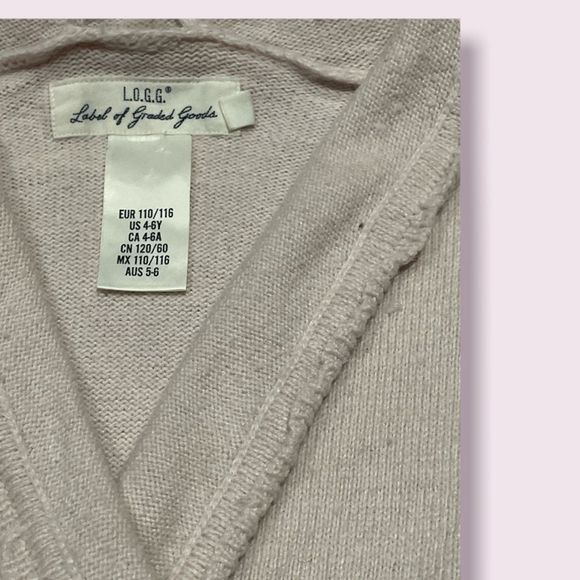 L.O.G.G.®
Label of Graded Goods
EUR 110/116
US 4-6Y
CA 4-6A
CN 120/60
MX 110/116
AUS 5-6